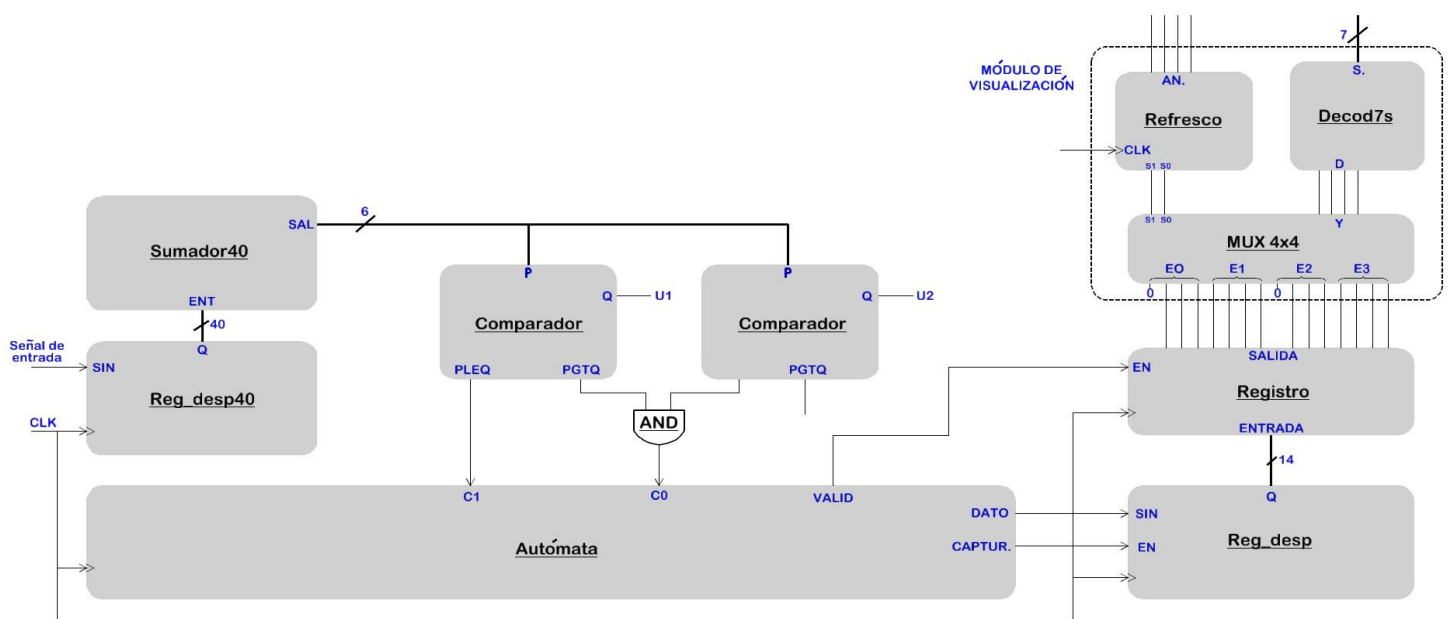 7
MÓDULO DE
VISUALIZACIÓN
AN.
Refresco
CLK
S1 S0
S.
Decod7s
D
S1 S0
Y
MUX 4x4
EO
E1
E2
E3
0
0
SAL
6
Sumador40
ENT
40
P
Q
U1
Comparador
PLEQ
PGTQ
P
Q
U2
Comparador
PGTQ
Señal de
entrada
SIN
Q
Reg_desp40
CLK
AND
SALIDA
EN
Registro
ENTRADA
14
C1
C0
VALID
DATO
CAPTUR.
Autómata
Q
SIN
EN
Reg_desp